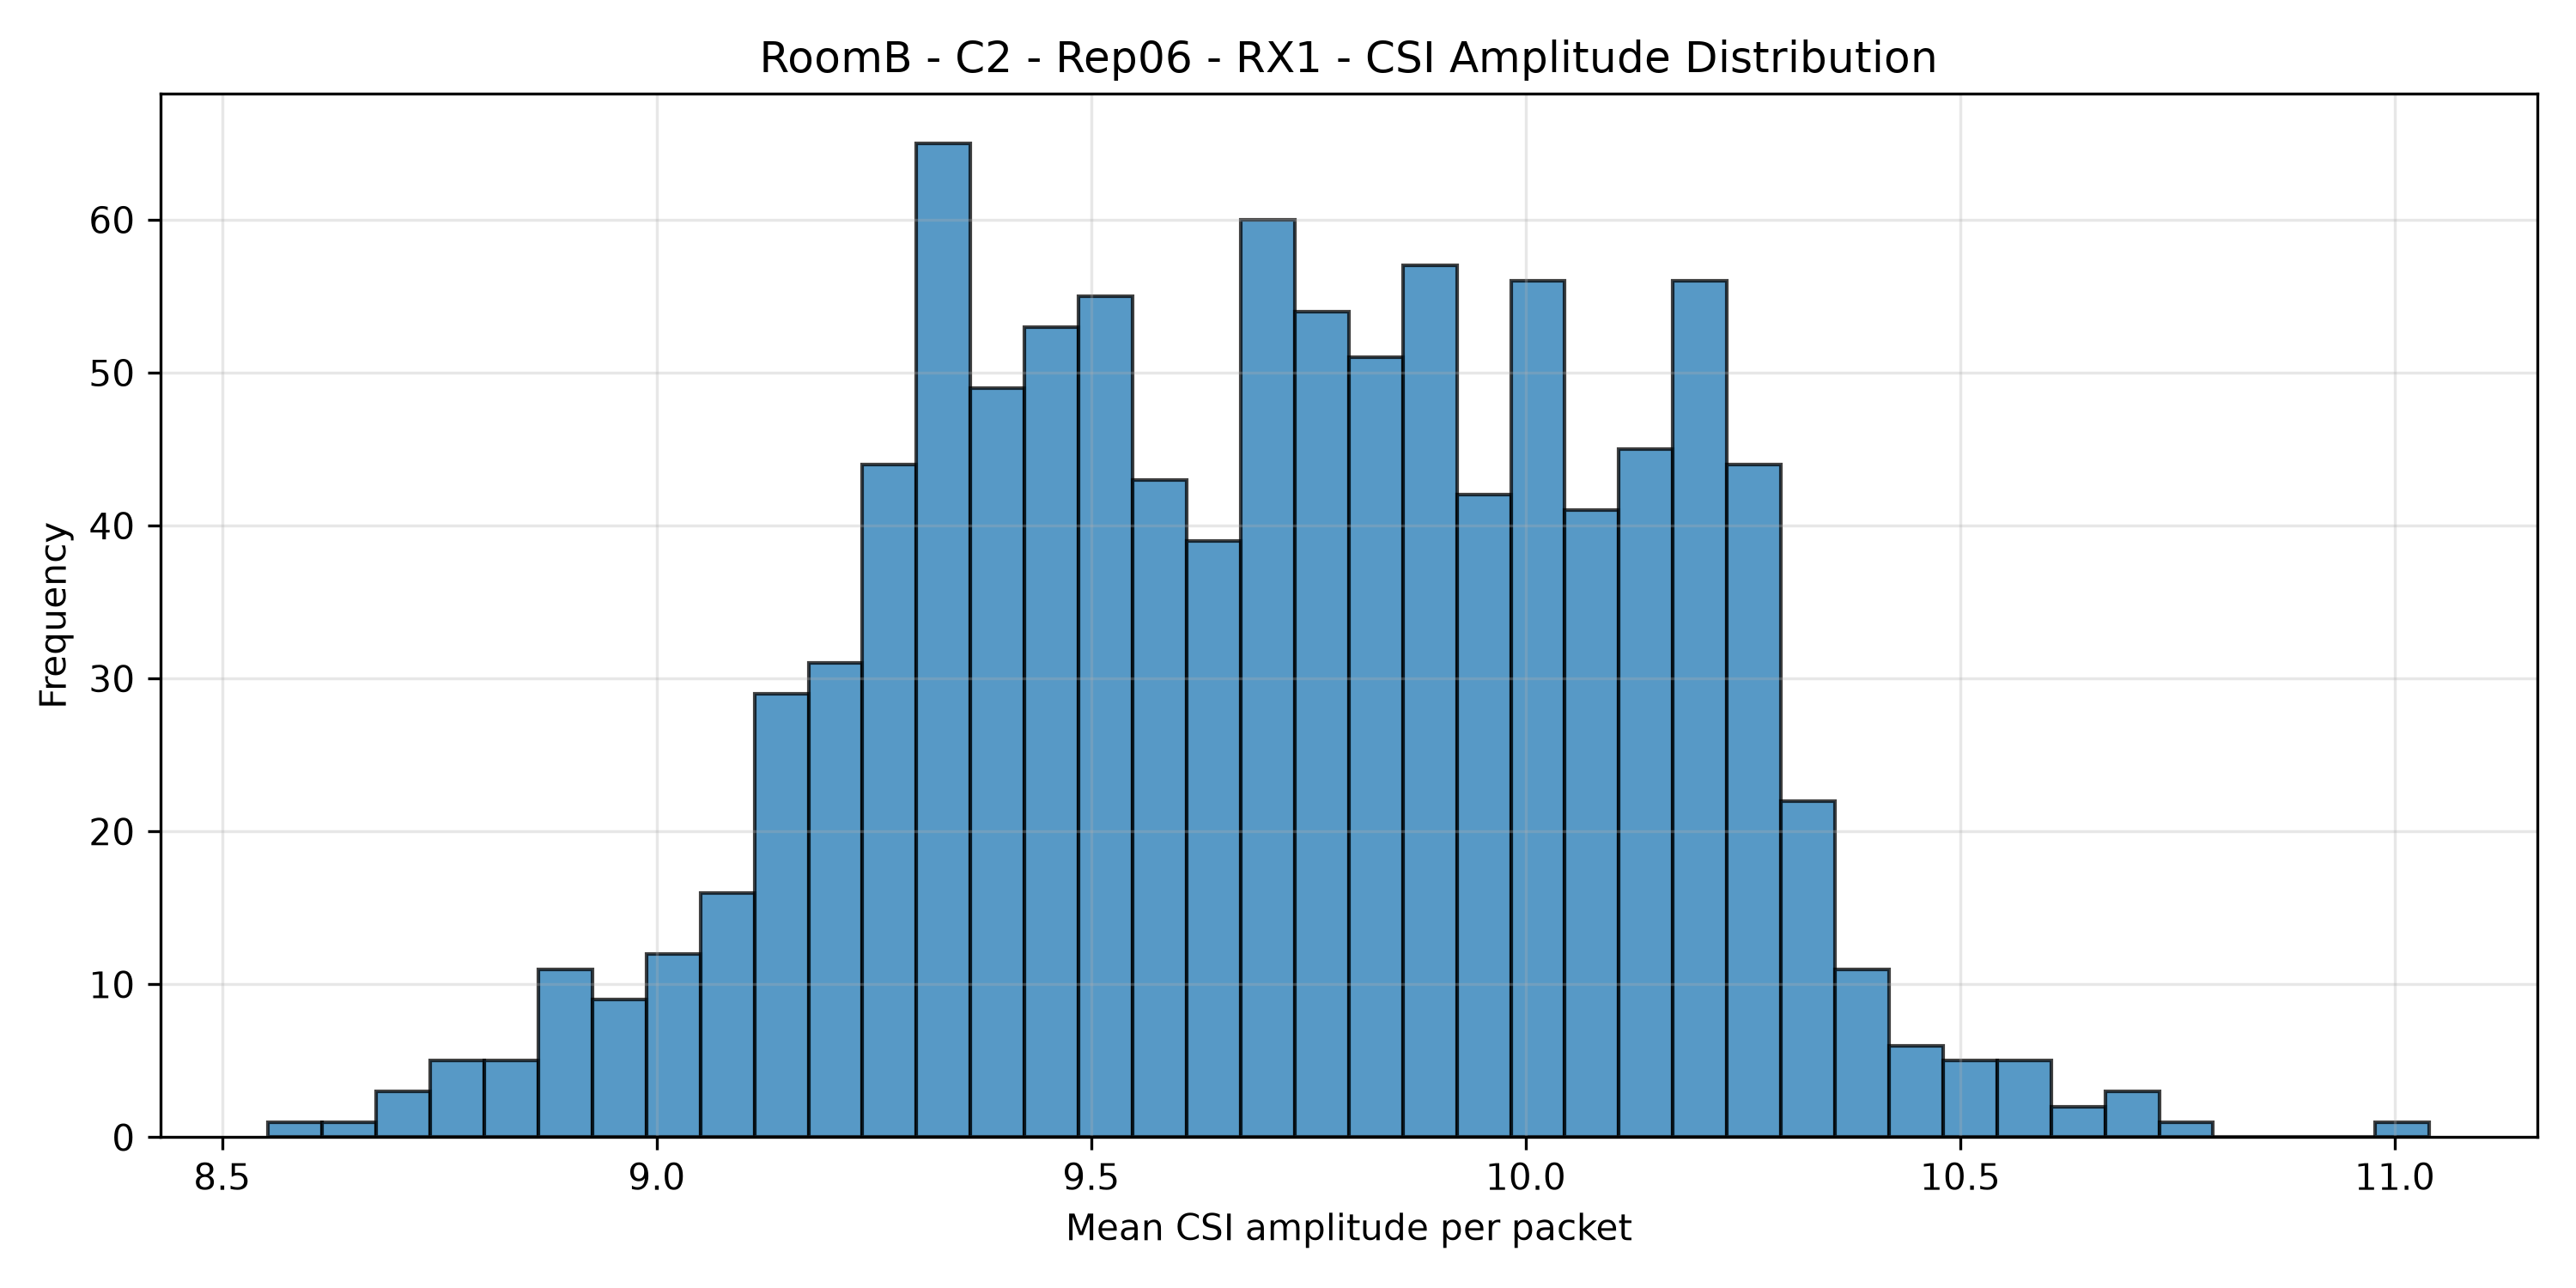 RoomB - C2 - Rep06 - RX1 - CSI Amplitude Distribution
Frequency
60
50
40
30
20
10
0
8.5 9.0 9.5 10.0 10.5 11.0
Mean CSI amplitude per packet